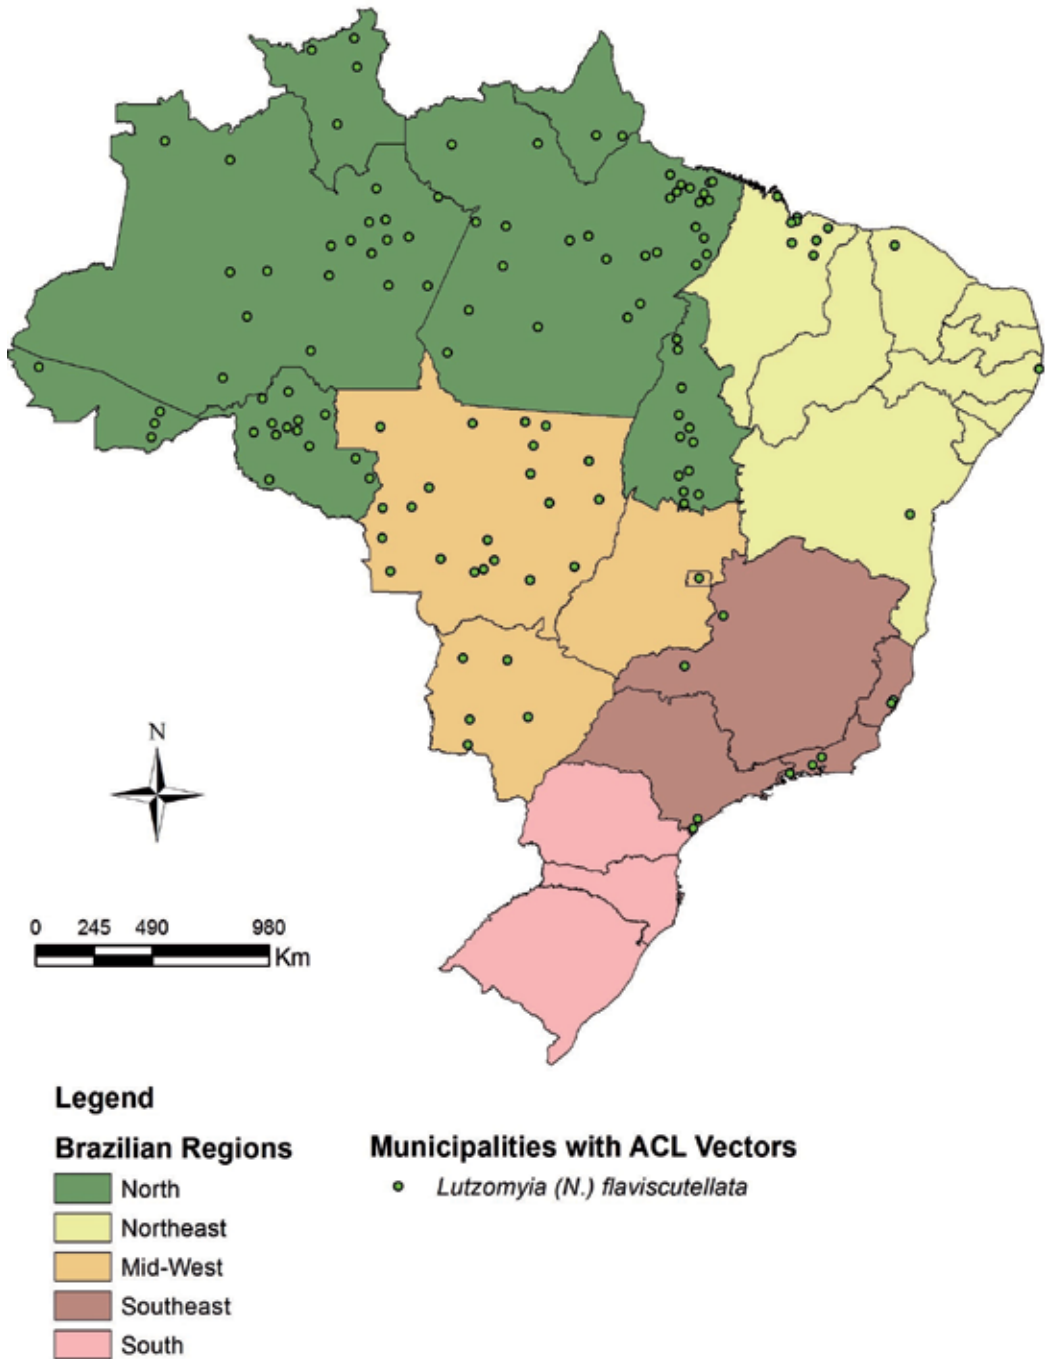 N
0 245 490 980
Km
Legend
Brazilian Regions
North
Northeast
Mid-West
Southeast
South
Municipalities with ACL Vectors
Lutzomyia (N.) flaviscutellata